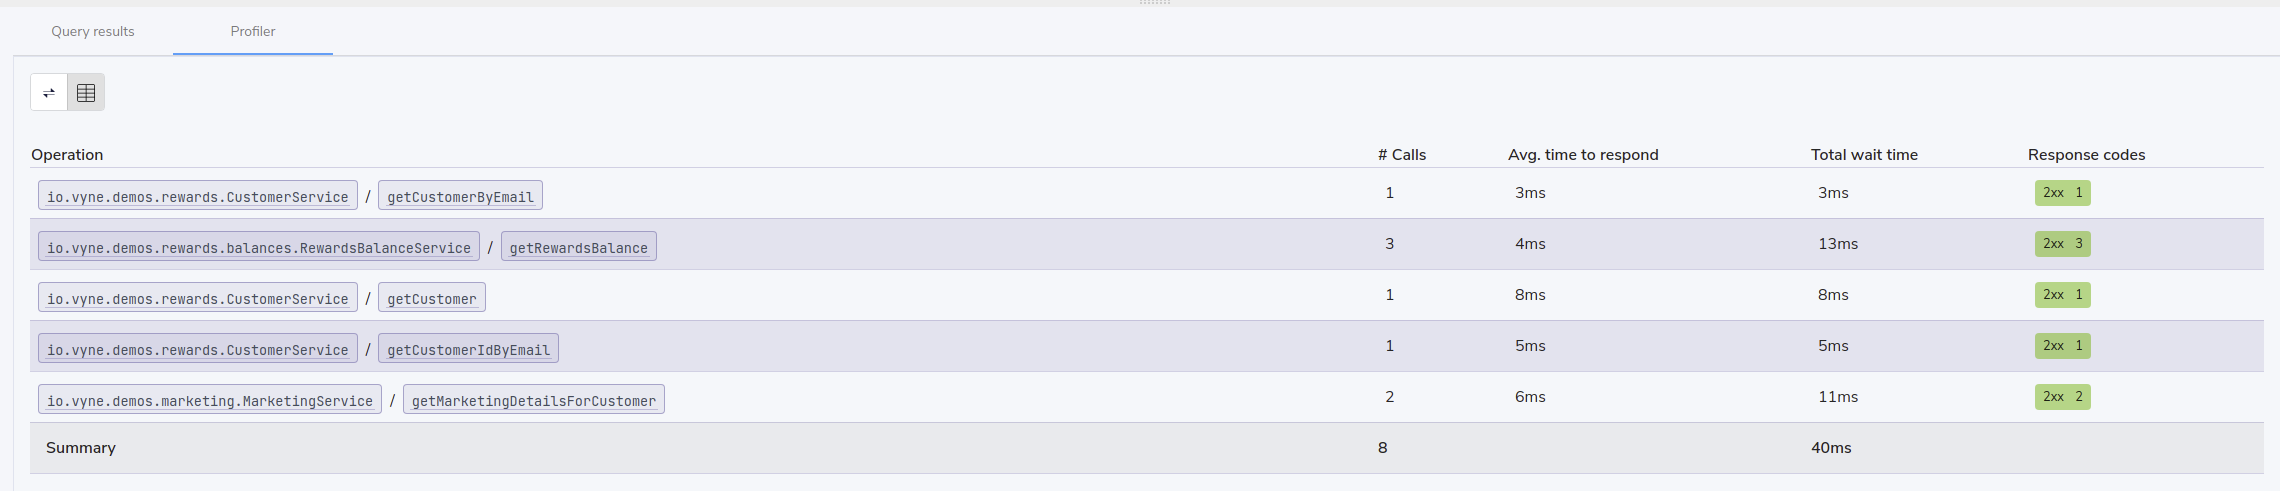 Query results Profiler
Operation # Calls Avg. time to respond Total wait time Response codes
io.vyne.demos.rewards.CustomerService / getCustomerByEmail 1 3ms 3ms 2xx 1
io.vyne.demos.rewards.balances.RewardsBalanceService / getRewardsBalance 3 4ms 13ms 2xx 3
io.vyne.demos.rewards.CustomerService / getCustomer 1 8ms 8ms 2xx 1
io.vyne.demos.rewards.CustomerService / getCustomerIdByEmail 1 5ms 5ms 2xx 1
io.vyne.demos.marketing.MarketingService / getMarketingDetailsForCustomer 2 6ms 11ms 2xx 2
Summary 8 40ms